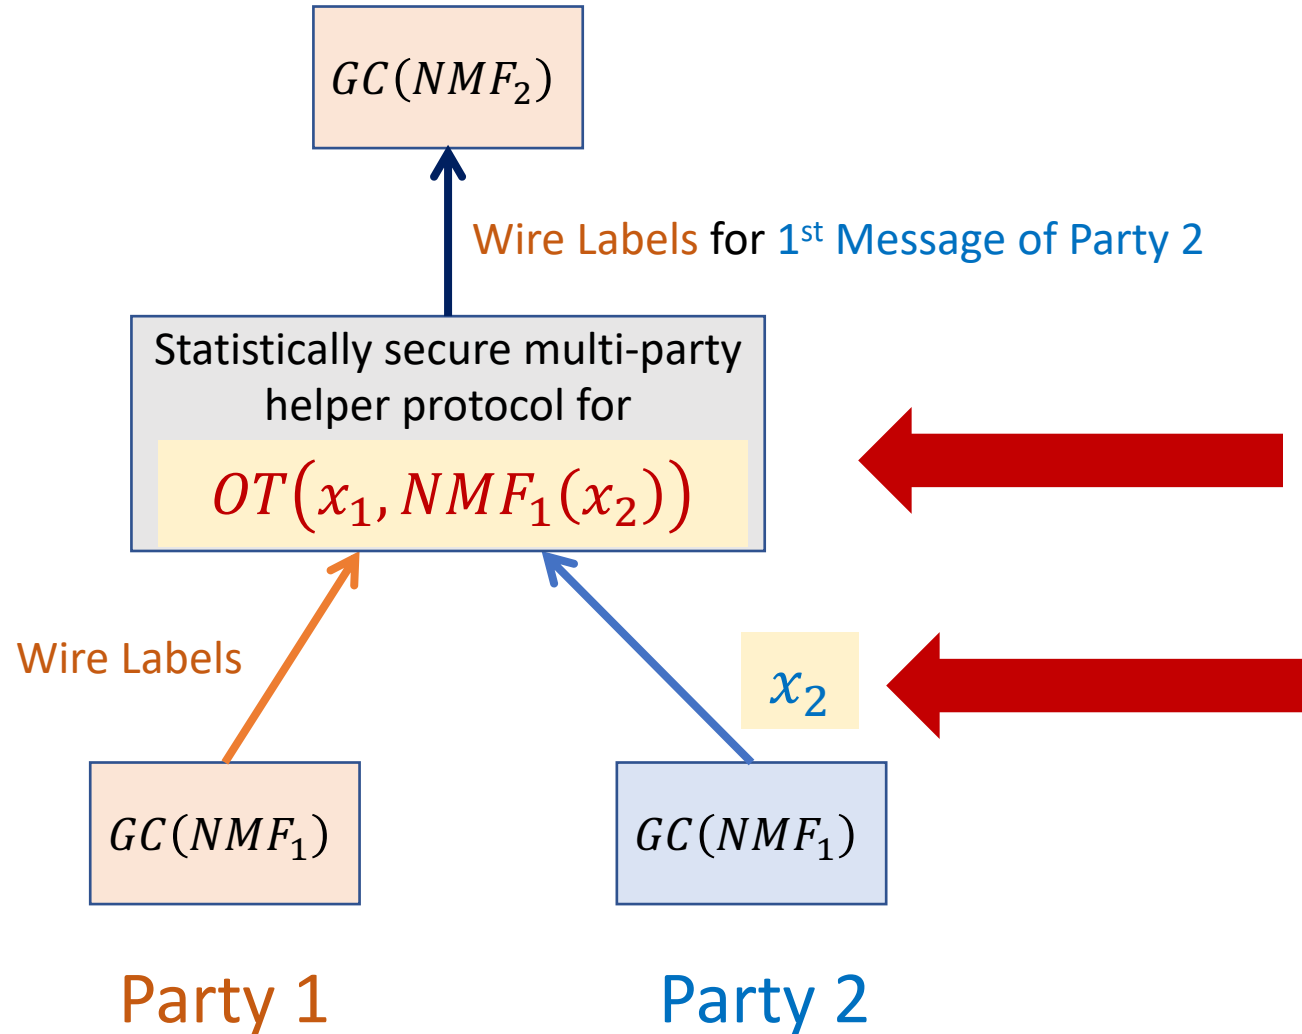 GC(NMF₂)
Wire Labels for 1ˢᵗ Message of Party 2
Statistically secure multi-party
helper protocol for
OT(x₁, NMF₁(x₂))
Wire Labels
x₂
GC(NMF₁)
GC(NMF₁)
Party 1
Party 2